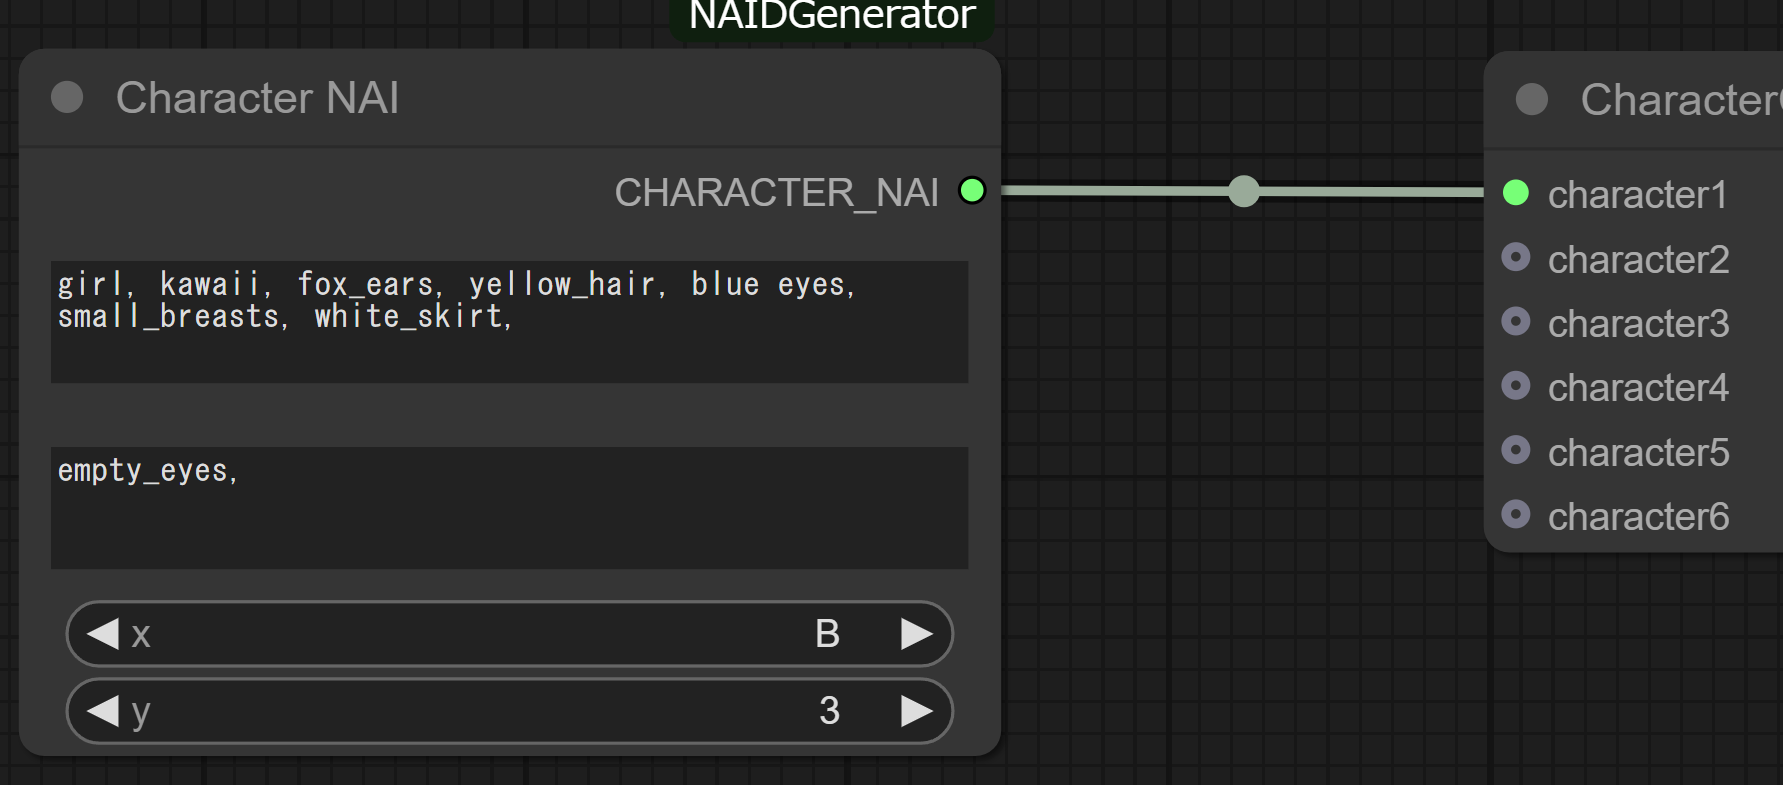 NAIDGenerator
Character NAI
CHARACTER_NAI
girl, kawaii, fox_ears, yellow_hair, blue eyes,
small_breasts, white_skirt,
empty_eyes,
x B
y 3
Character
character1
character2
character3
character4
character5
character6